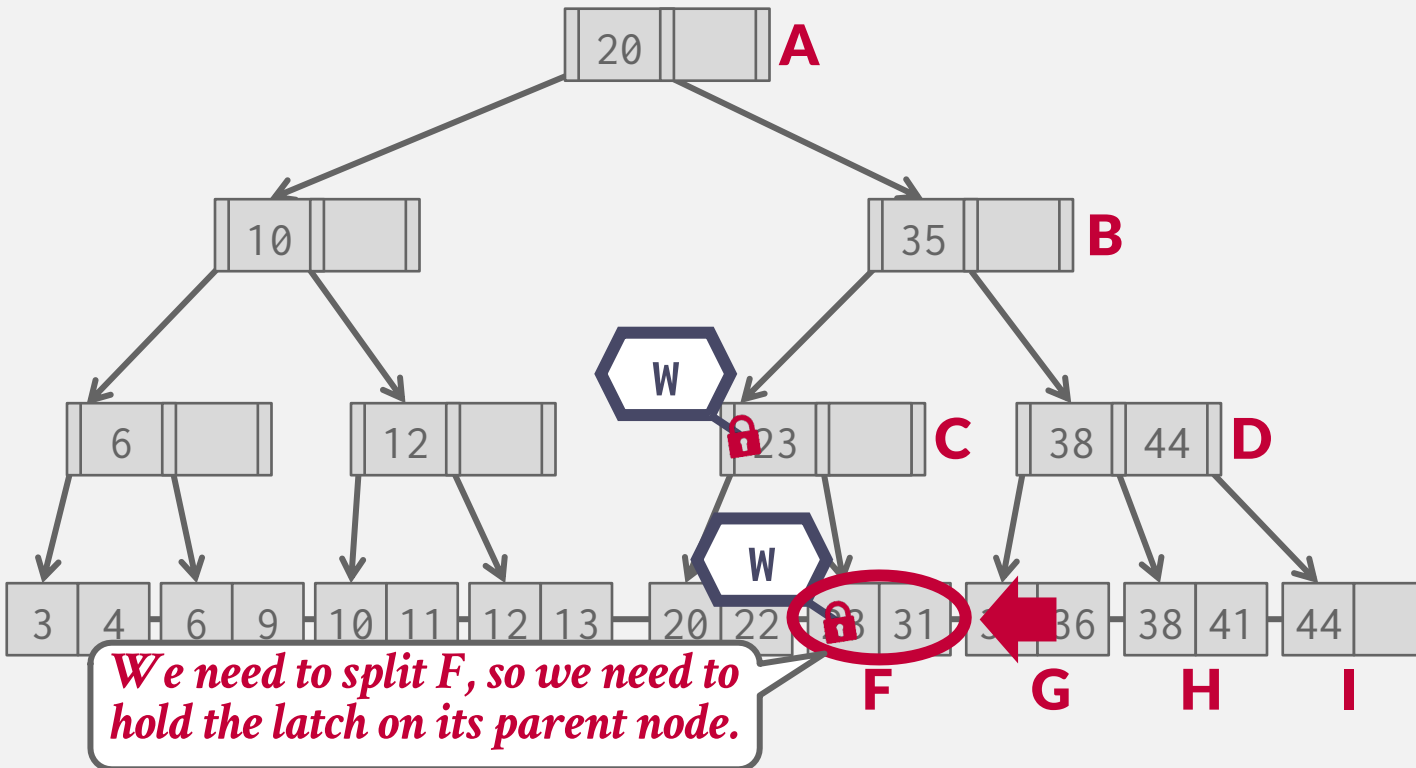 20 A
10 35 B
W
6 12 23 C 38 44 D
W
3 4 6 9 10 11 12 13 20 22 31 36 38 41 44
We need to split F, so we need to
hold the latch on its parent node.
F G H I